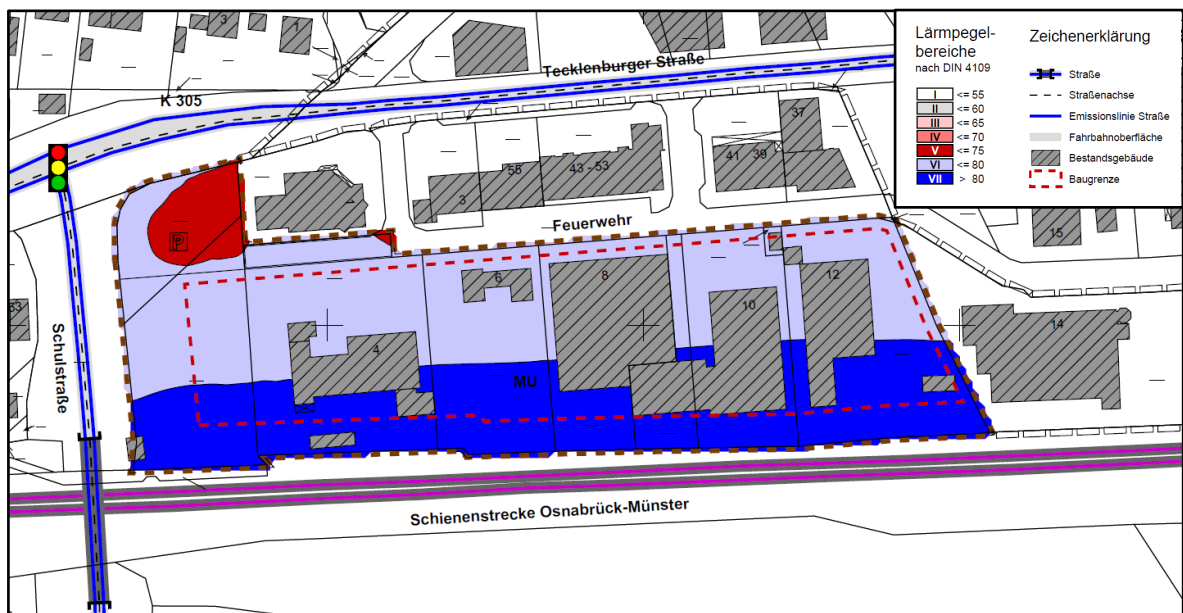 Lärmpegel-
bereiche
nach DIN 4109
I <= 55
II <= 60
III <= 65
IV <= 70
V <= 75
VI <= 80
VII > 80
Zeichenerklärung
Straße
Straßenachse
Emissionslinie Straße
Fahrbahnoberfläche
Bestandsgebäude
Baugrenze
3
1
Tecklenburger Straße
K 305
37
41 39
55
43 - 53
3
Feuerwehr
P
15
6
8
12
10
14
4
MU
Schulstraße
53
Schienenstrecke Osnabrück-Münster